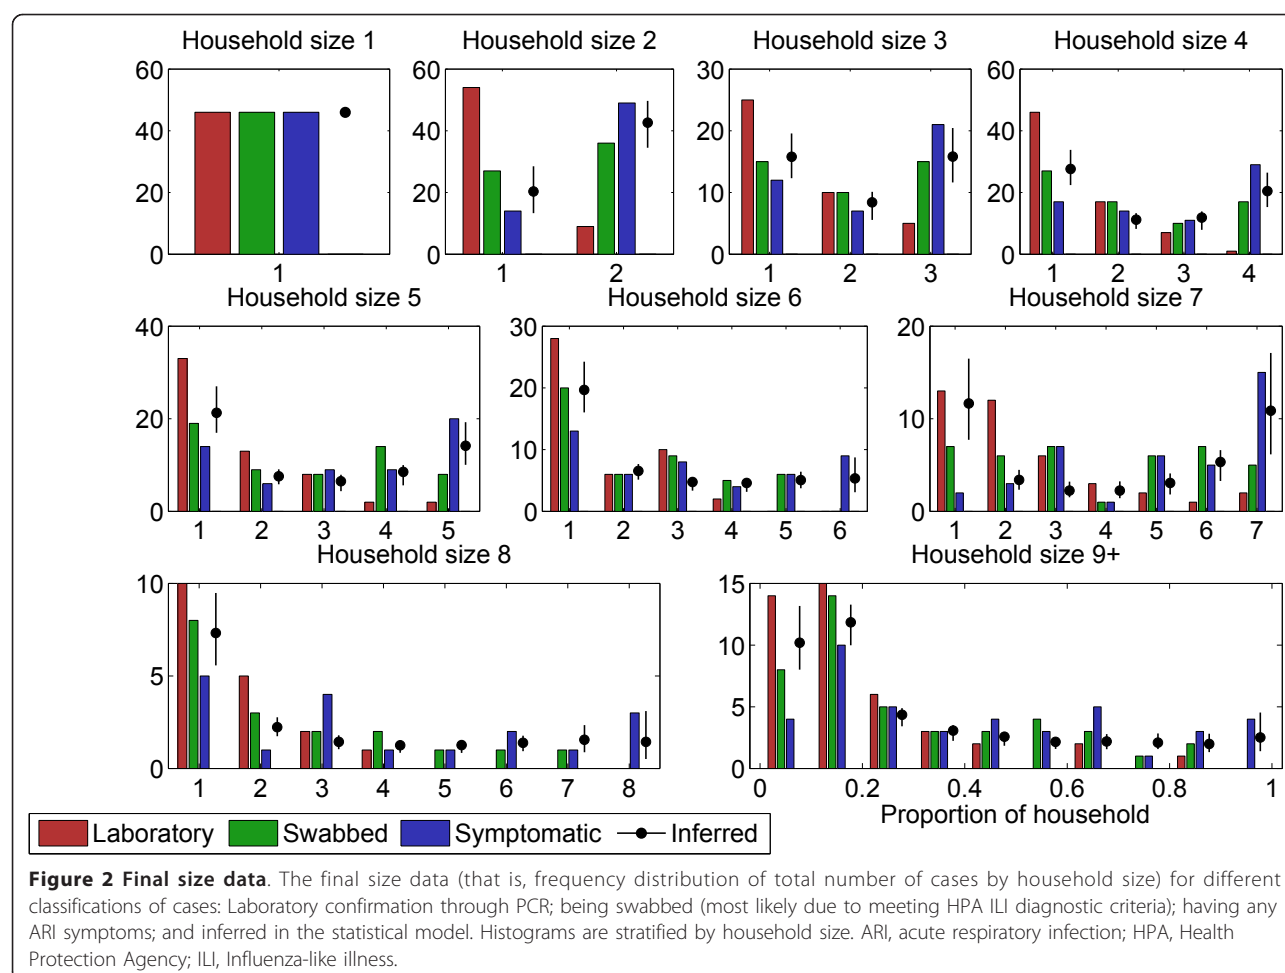 Household size 1
Household size 2
Household size 3
Household size 4
60
40
20
0
1
60
40
20
0
1 2
30
20
10
0
1 2 3
60
40
20
0
1 2 3 4
Household size 5
Household size 6
Household size 7
40
20
0
1 2 3 4 5
30
20
10
0
1 2 3 4 5 6
20
10
0
1 2 3 4 5 6 7
Household size 8
Household size 9+
10
5
0
1 2 3 4 5 6 7 8
15
10
5
0
0 0.2 0.4 0.6 0.8 1
Proportion of household
Laboratory Swabbed Symptomatic Inferred
Figure 2 Final size data. The final size data (that is, frequency distribution of total number of cases by household size) for different
classifications of cases: Laboratory confirmation through PCR; being swabbed (most likely due to meeting HPA ILI diagnostic criteria); having any
ARI symptoms; and inferred in the statistical model. Histograms are stratified by household size. ARI, acute respiratory infection; HPA, Health
Protection Agency; ILI, Influenza-like illness.